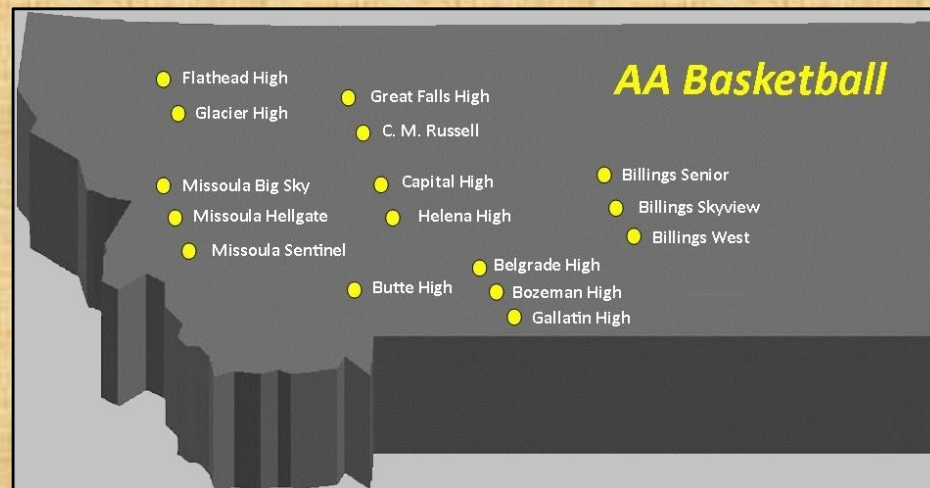 AA Basketball
Flathead High
Glacier High
Great Falls High
C. M. Russell
Missoula Big Sky
Missoula Hellgate
Missoula Sentinel
Capital High
Helena High
Butte High
Billings Senior
Billings Skyview
Billings West
Belgrade High
Bozeman High
Gallatin High